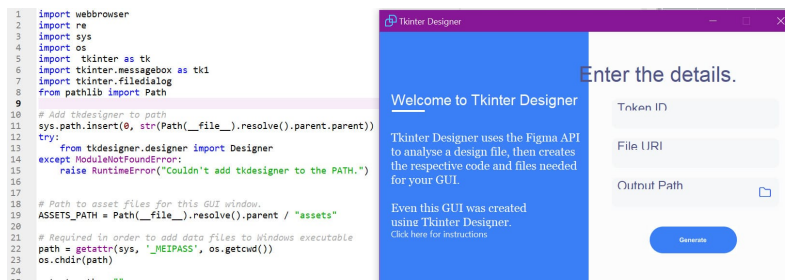 1 import webbrowser
2 import re
3 import sys
4 import os
5 import  tkinter as tk
6 import tkinter.messagebox as tk1
7 import tkinter.filedialog
8 from pathlib import Path
9
10 # Add tkdesigner to path
11 sys.path.insert(0, str(Path(__file__).resolve().parent.parent))
12 try:
13     from tkdesigner.designer import Designer
14 except ModuleNotFoundError:
15     raise RuntimeError("Couldn't add tkdesigner to the PATH.")
16
17
18 # Path to asset files for this GUI window.
19 ASSETS_PATH = Path(__file__).resolve().parent / "assets"
20
21 # Required in order to add data files to Windows executable
22 path = getattr(sys, '_MEIPASS', os.getcwd())
23 os.chdir(path)
24
Tkinter Designer
Welcome to Tkinter Designer
Tkinter Designer uses the Figma API
to analyse a design file, then creates
the respective code and files needed
for your GUI.
Even this GUI was created
using Tkinter Designer.
Click here for instructions
Enter the details.
Token ID
File URL
Output Path
Generate